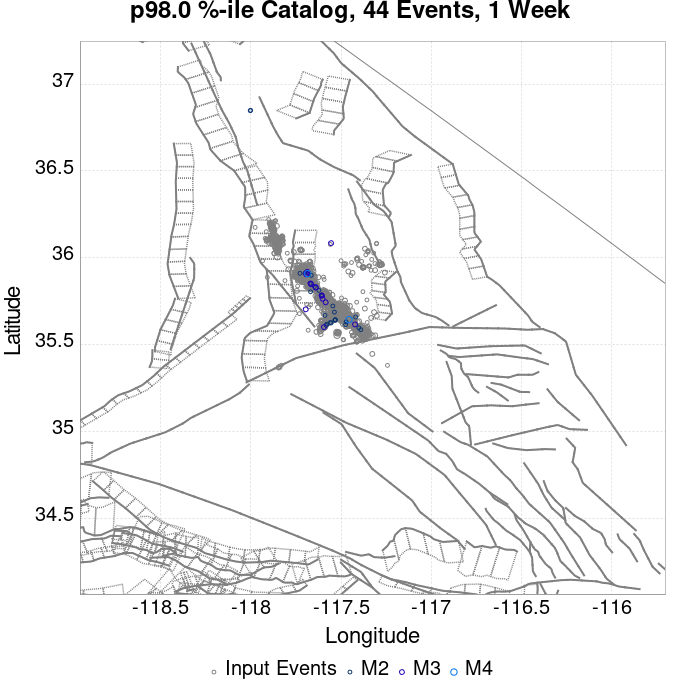 p98.0 %-ile Catalog, 44 Events, 1 Week
37
36.5
36
35.5
35
34.5
Latitude
-118.5
-118
-117.5
-117
-116.5
-116
Longitude
Input Events
M2
M3
M4